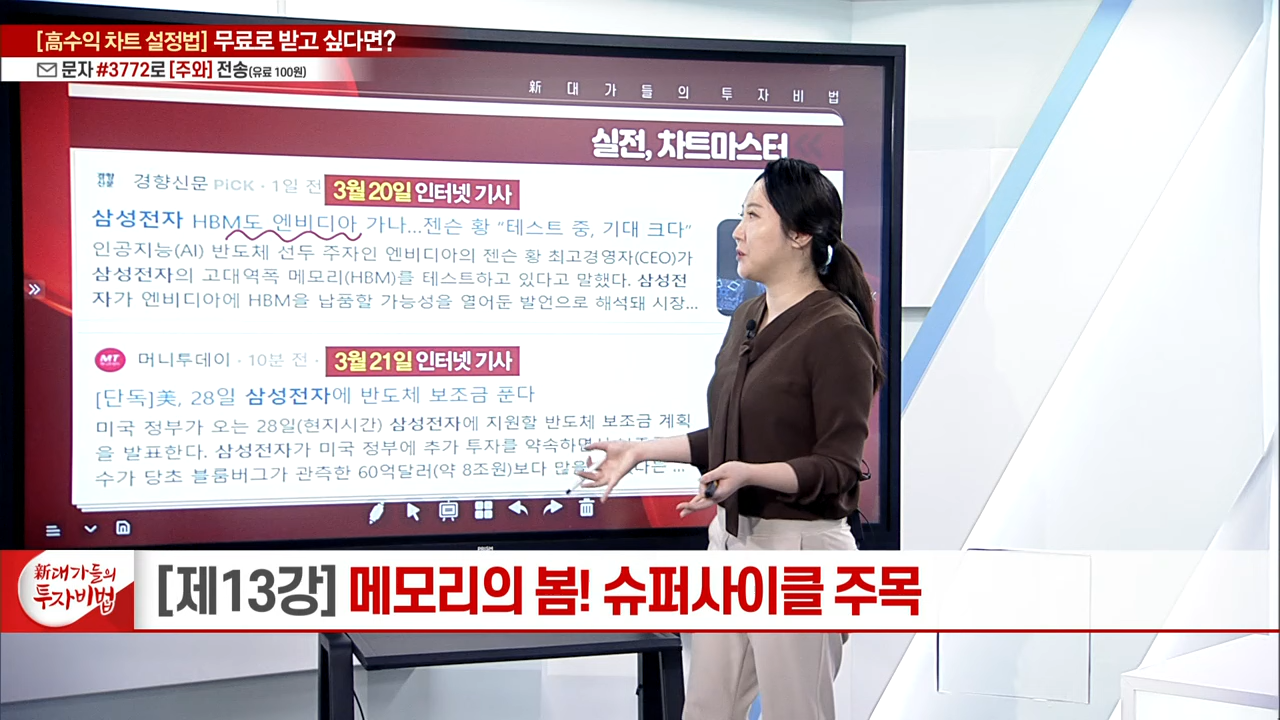 [高수익 차트 설정법] 무료로 받고 싶다면?
문자 #3772로 [주와] 전송(유료 100원)
新 대가들의 투자비법
실전, 차트마스터
경향신문
경향신문 PiCK · 1일 전
3월 20일 인터넷 기사
삼성전자 HBM도 엔비디아 가나...젠슨 황 “테스트 중, 기대 크다”
인공지능(AI) 반도체 선두 주자인 엔비디아의 젠슨 황 최고경영자(CEO)가
삼성전자의 고대역폭 메모리(HBM)를 테스트하고 있다고 말했다. 삼성전
자가 엔비디아에 HBM을 납품할 가능성을 열어둔 발언으로 해석돼 시장...
MT
머니투데이 · 10분 전 ·
3월 21일 인터넷 기사
[단독]美, 28일 삼성전자에 반도체 보조금 푼다
미국 정부가 오는 28일(현지시간) 삼성전자에 지원할 반도체 보조금 계획
을 발표한다. 삼성전자가 미국 정부에 추가 투자를 약속하면
수가 당초 블룸버그가 관측한 60억달러(약 8조원)보다 많을 ...
PRISM
新대가들의
투자비법
[제13강] 메모리의 봄! 슈퍼사이클 주목